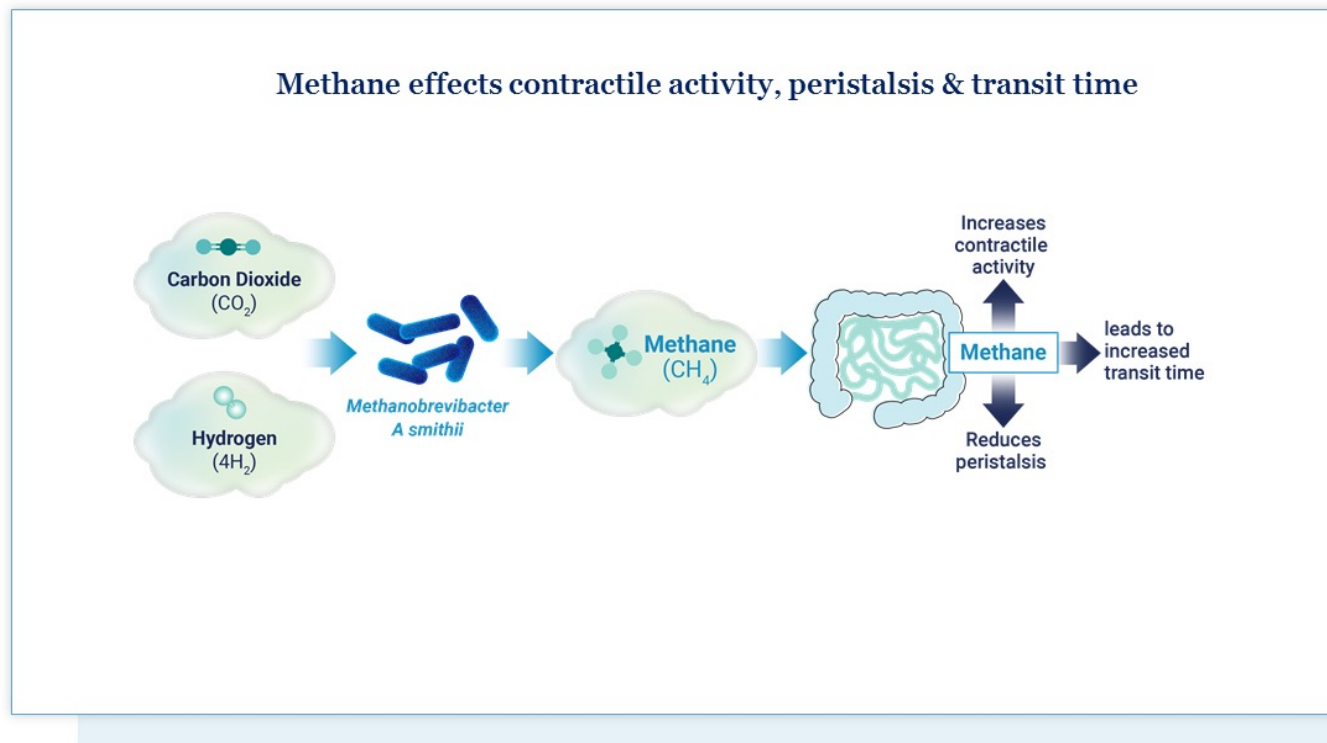 Methane effects contractile activity, peristalsis & transit time
Carbon Dioxide
(CO₂)
Hydrogen
(4H₂)
Methanobrevibacter
A smithii
Methane
(CH₄)
Increases
contractile
activity
Methane
leads to
increased
transit time
Reduces
peristalsis